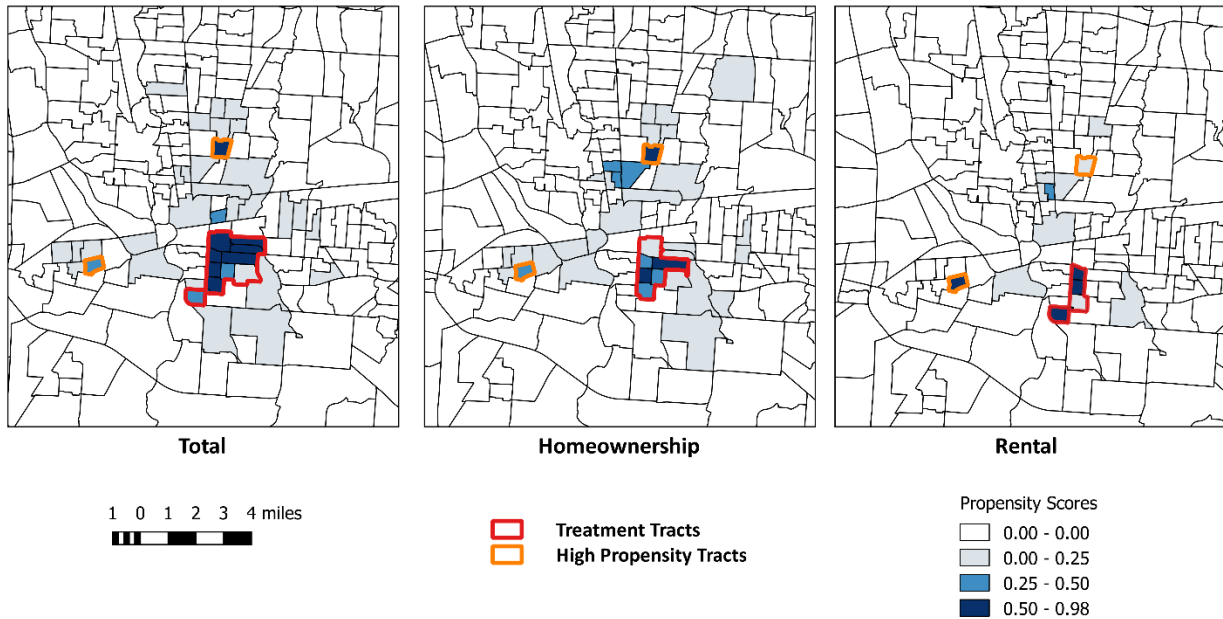 Total
Homeownership
Rental
1 0 1 2 3 4 miles
Treatment Tracts
High Propensity Tracts
Propensity Scores
0.00 - 0.00
0.00 - 0.25
0.25 - 0.50
0.50 - 0.98